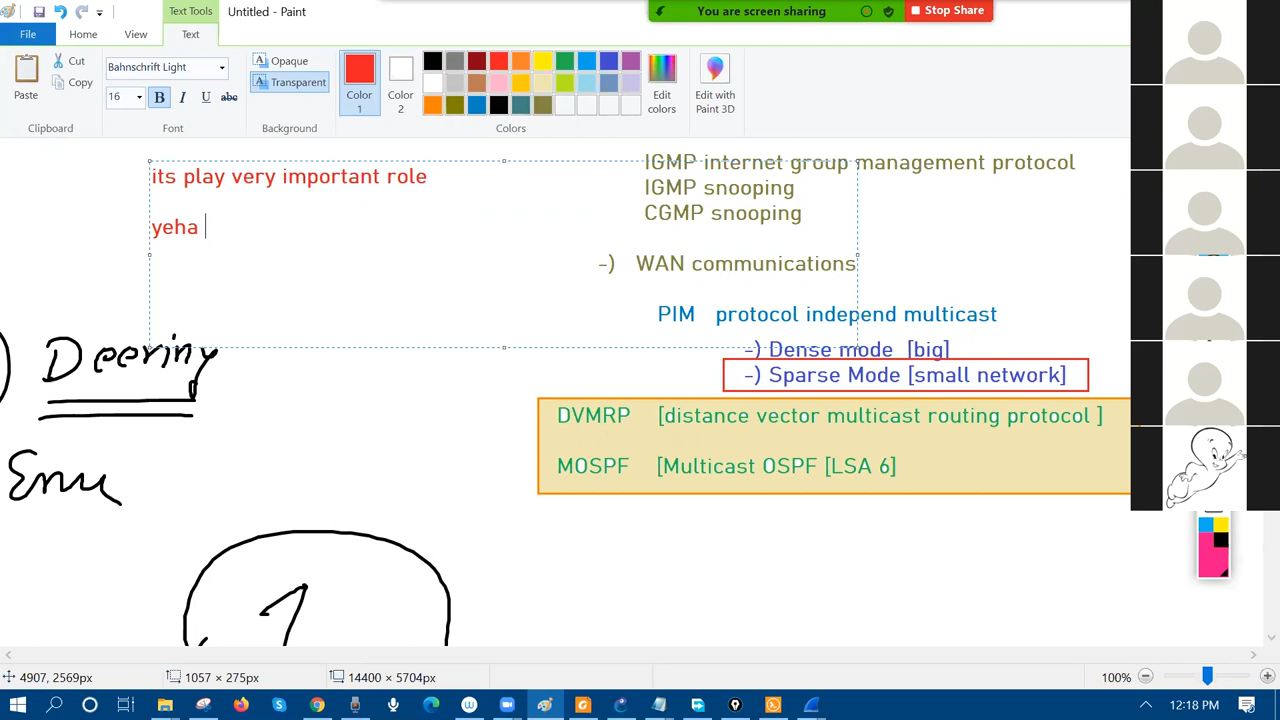 Text Tools
Untitled - Paint
You are screen sharing
Stop Share
File
Home
View
Text
Paste
Cut
Copy
Clipboard
Bahnschrift Light
16
B
I
U
abc
Font
Opaque
Transparent
Background
Color
1
Color
2
Edit
colors
Edit with
Paint 3D
Colors
its play very important role
yeha
IGMP internet group management protocol
IGMP snooping
CGMP snooping
-) WAN communications
PIM protocol independ multicast
-) Dense mode [big]
-) Sparse Mode [small network]
DVMRP [distance vector multicast routing protocol ]
MOSPF [Multicast OSPF [LSA 6]
Deering
1
4907, 2569px
1057 × 275px
14400 × 5704px
100%
12:18 PM